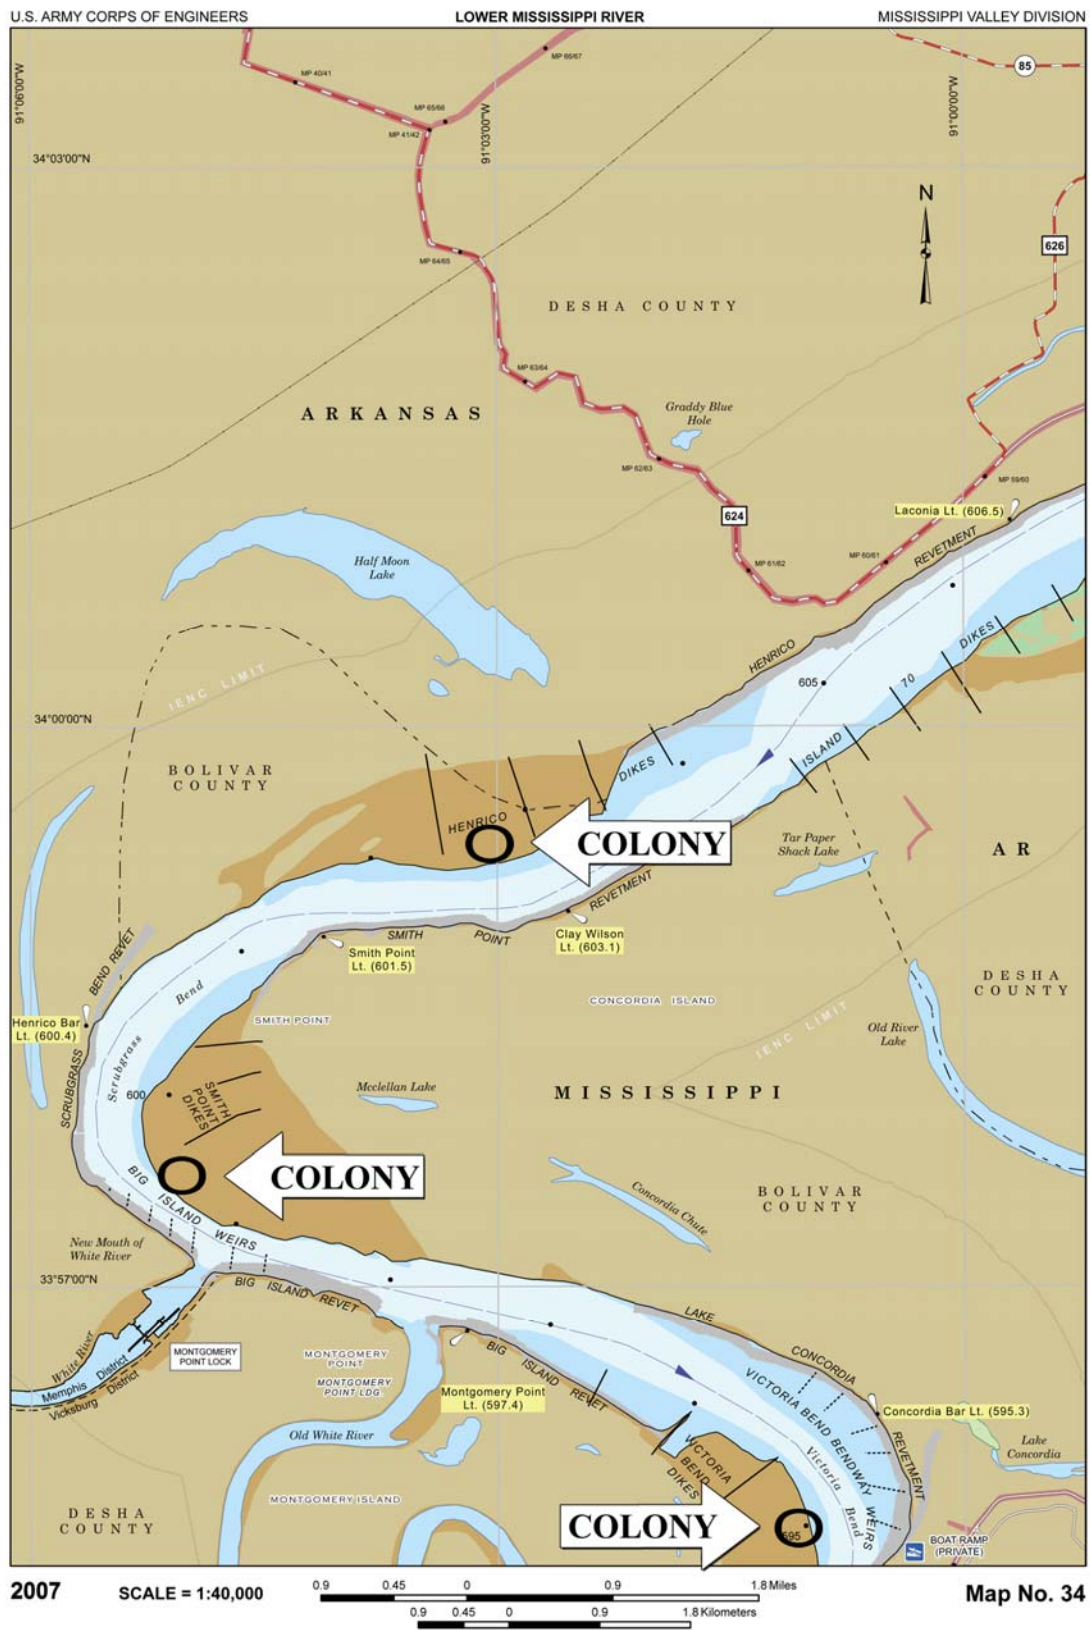 U.S. ARMY CORPS OF ENGINEERS
LOWER MISSISSIPPI RIVER
MISSISSIPPI VALLEY DIVISION
91°06'00"W
91°03'00"W
91°00'00"W
MP 66/67
85
MP 40/41
MP 65/66
MP 41/42
34°03'00"N
N
626
MP 64/65
DESHA COUNTY
MP 63/64
ARKANSAS
Graddy Blue
Hole
MP 62/63
MP 59/60
624
Laconia Lt. (606.5)
REVETMENT
Half Moon
Lake
MP 60/61
MP 61/62
DIKES
HENRICO
IENC LIMIT
605
70
34°00'00"N
ISLAND
BOLIVAR
COUNTY
DIKES
HENRICO
COLONY
Tar Paper
Shack Lake
AR
REVETMENT
BEND REVET
SMITH
POINT
Clay Wilson
Lt. (603.1)
Smith Point
Lt. (601.5)
DESHA
COUNTY
Bend
CONCORDIA ISLAND
Henrico Bar
Lt. (600.4)
SMITH POINT
IENC LIMIT
Old River
Lake
Scrubgrass
SCRUBGRASS
600
SMITH
POINT
DIKES
Mcclellan Lake
MISSISSIPPI
COLONY
BIG ISLAND WEIRS
BOLIVAR
COUNTY
Concordia Chute
New Mouth of
White River
33°57'00"N
BIG ISLAND REVET
LAKE
White River
MONTGOMERY
POINT LOCK
MONTGOMERY
POINT
BIG ISLAND REVET
CONCORDIA
Memphis District
Vicksburg District
MONTGOMERY
POINT LDG.
Montgomery Point
Lt. (597.4)
VICTORIA BEND BENDWAY WEIRS
Concordia Bar Lt. (595.3)
Old White River
REVETMENT
Lake
Concordia
VICTORIA
BEND
DIKES
Victoria
Bend
MONTGOMERY ISLAND
DESHA
COUNTY
COLONY
595
BOAT RAMP
(PRIVATE)
2007
SCALE = 1:40,000
0.9 0.45 0 0.9 1.8 Miles
0.9 0.45 0 0.9 1.8 Kilometers
Map No. 34